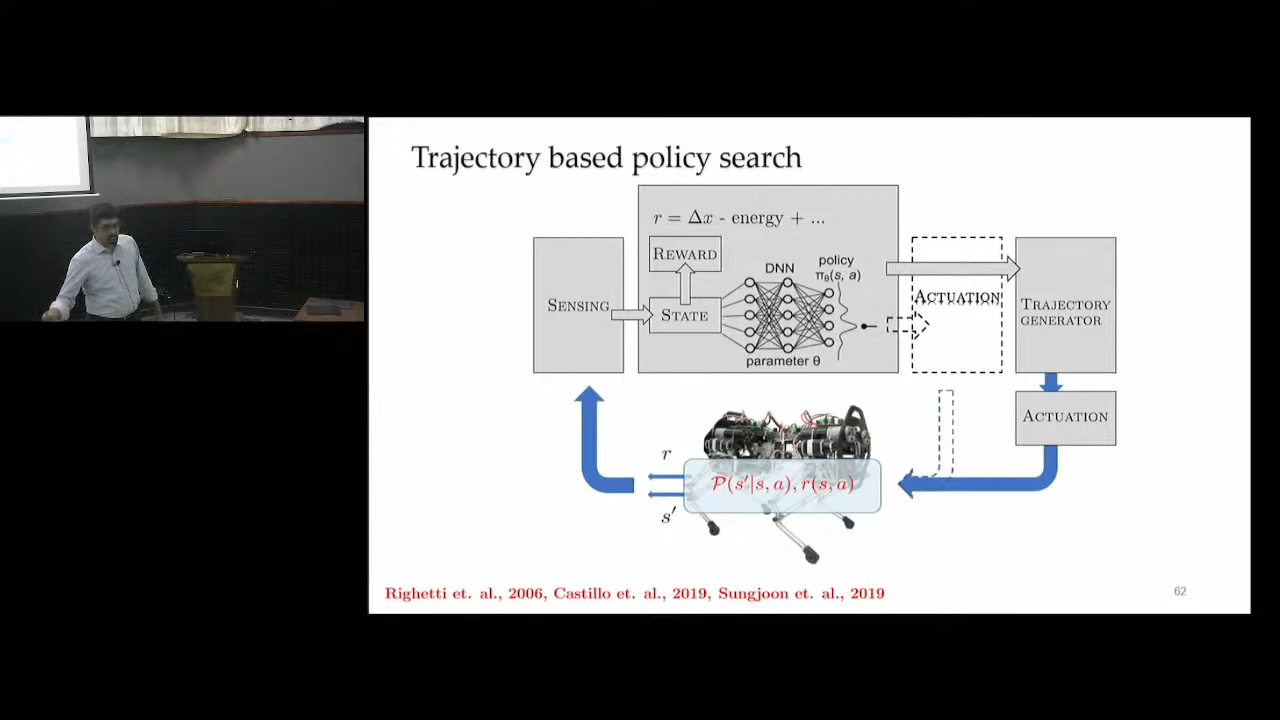 Trajectory based policy search
r = Δx - energy + ...
REWARD
SENSING
STATE
DNN
policy
πθ(s, a)
parameter θ
ACTUATION
TRAJECTORY
GENERATOR
ACTUATION
r
P(s′|s, a), r(s, a)
s′
Righetti et. al., 2006, Castillo et. al., 2019, Sungjoon et. al., 2019
62